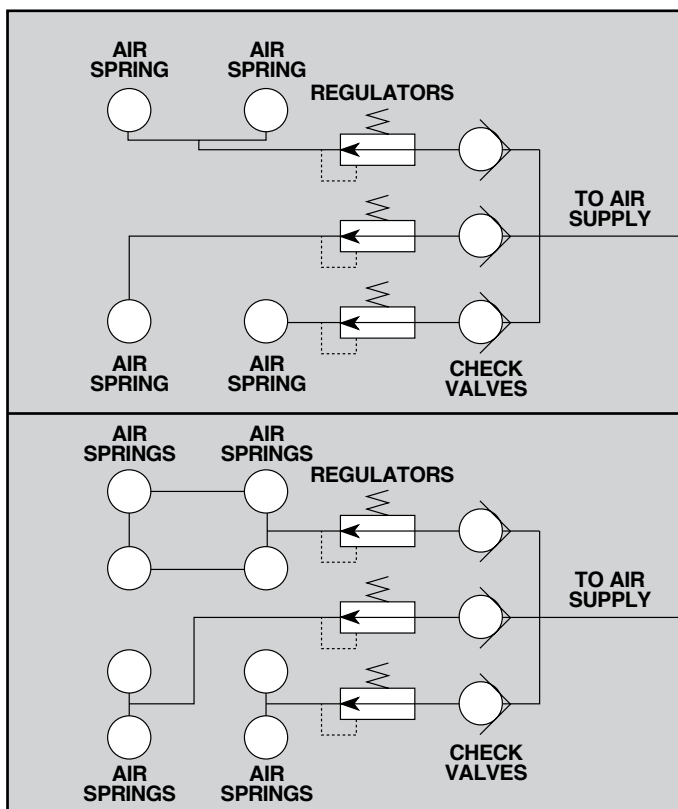 AIR
SPRING
AIR
SPRING
REGULATORS
TO AIR
SUPPLY
AIR
SPRING
AIR
SPRING
CHECK
VALVES
AIR
SPRINGS
AIR
SPRINGS
REGULATORS
TO AIR
SUPPLY
AIR
SPRINGS
AIR
SPRINGS
CHECK
VALVES